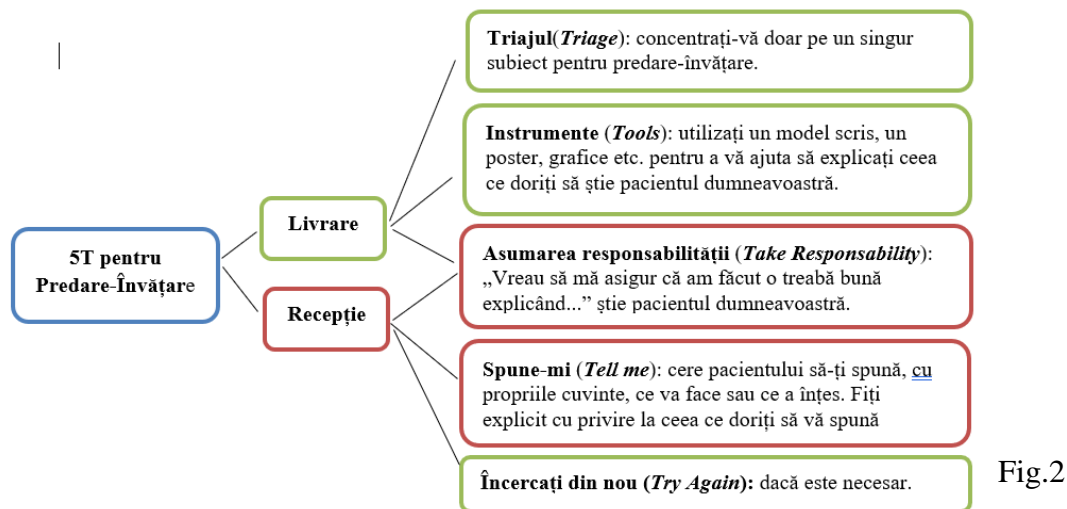 5T pentru
Predare-Învățare
Livrare
Recepție
Triajul(Triage): concentrați-vă doar pe un singur
subiect pentru predare-învățare.
Instrumente (Tools): utilizați un model scris, un
poster, grafice etc. pentru a vă ajuta să explicați ceea
ce doriți să știe pacientul dumneavoastră.
Asumarea responsabilității (Take Responsability):
„Vreau să mă asigur că am făcut o treabă bună
explicând...” știe pacientul dumneavoastră.
Spune-mi (Tell me): cere pacientului să-ți spună, cu
propriile cuvinte, ce va face sau ce a înțes. Fiți
explicit cu privire la ceea ce doriți să vă spună
Încercați din nou (Try Again): dacă este necesar.
Fig.2